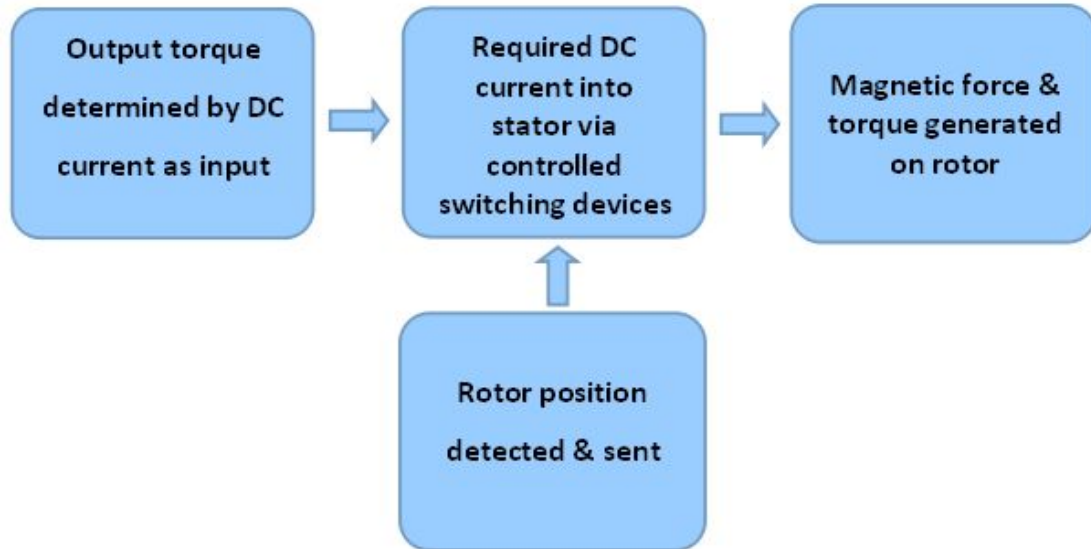 Output torque
determined by DC
current as input
Required DC
current into
stator via
controlled
switching devices
Magnetic force &
torque generated
on rotor
Rotor position
detected & sent